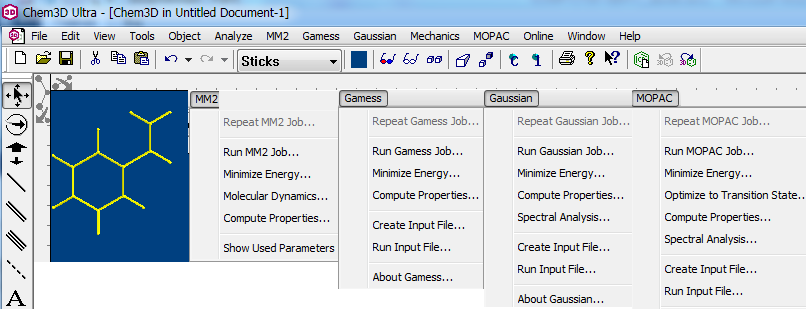 Chem3D Ultra - [Chem3D in Untitled Document-1]
File Edit View Tools Object Analyze MM2 Gamess Gaussian Mechanics MOPAC Online Window Help
Sticks
MM2
Repeat MM2 Job...
Run MM2 Job...
Minimize Energy...
Molecular Dynamics...
Compute Properties...
Show Used Parameters
Gamess
Repeat Gamess Job...
Run Gamess Job...
Minimize Energy...
Compute Properties...
Create Input File...
Run Input File...
About Gamess...
Gaussian
Repeat Gaussian Job...
Run Gaussian Job...
Minimize Energy...
Compute Properties...
Spectral Analysis...
Create Input File...
Run Input File...
About Gaussian...
MOPAC
Repeat MOPAC Job...
Run MOPAC Job...
Minimize Energy...
Optimize to Transition State...
Compute Properties...
Spectral Analysis...
Create Input File...
Run Input File...
A